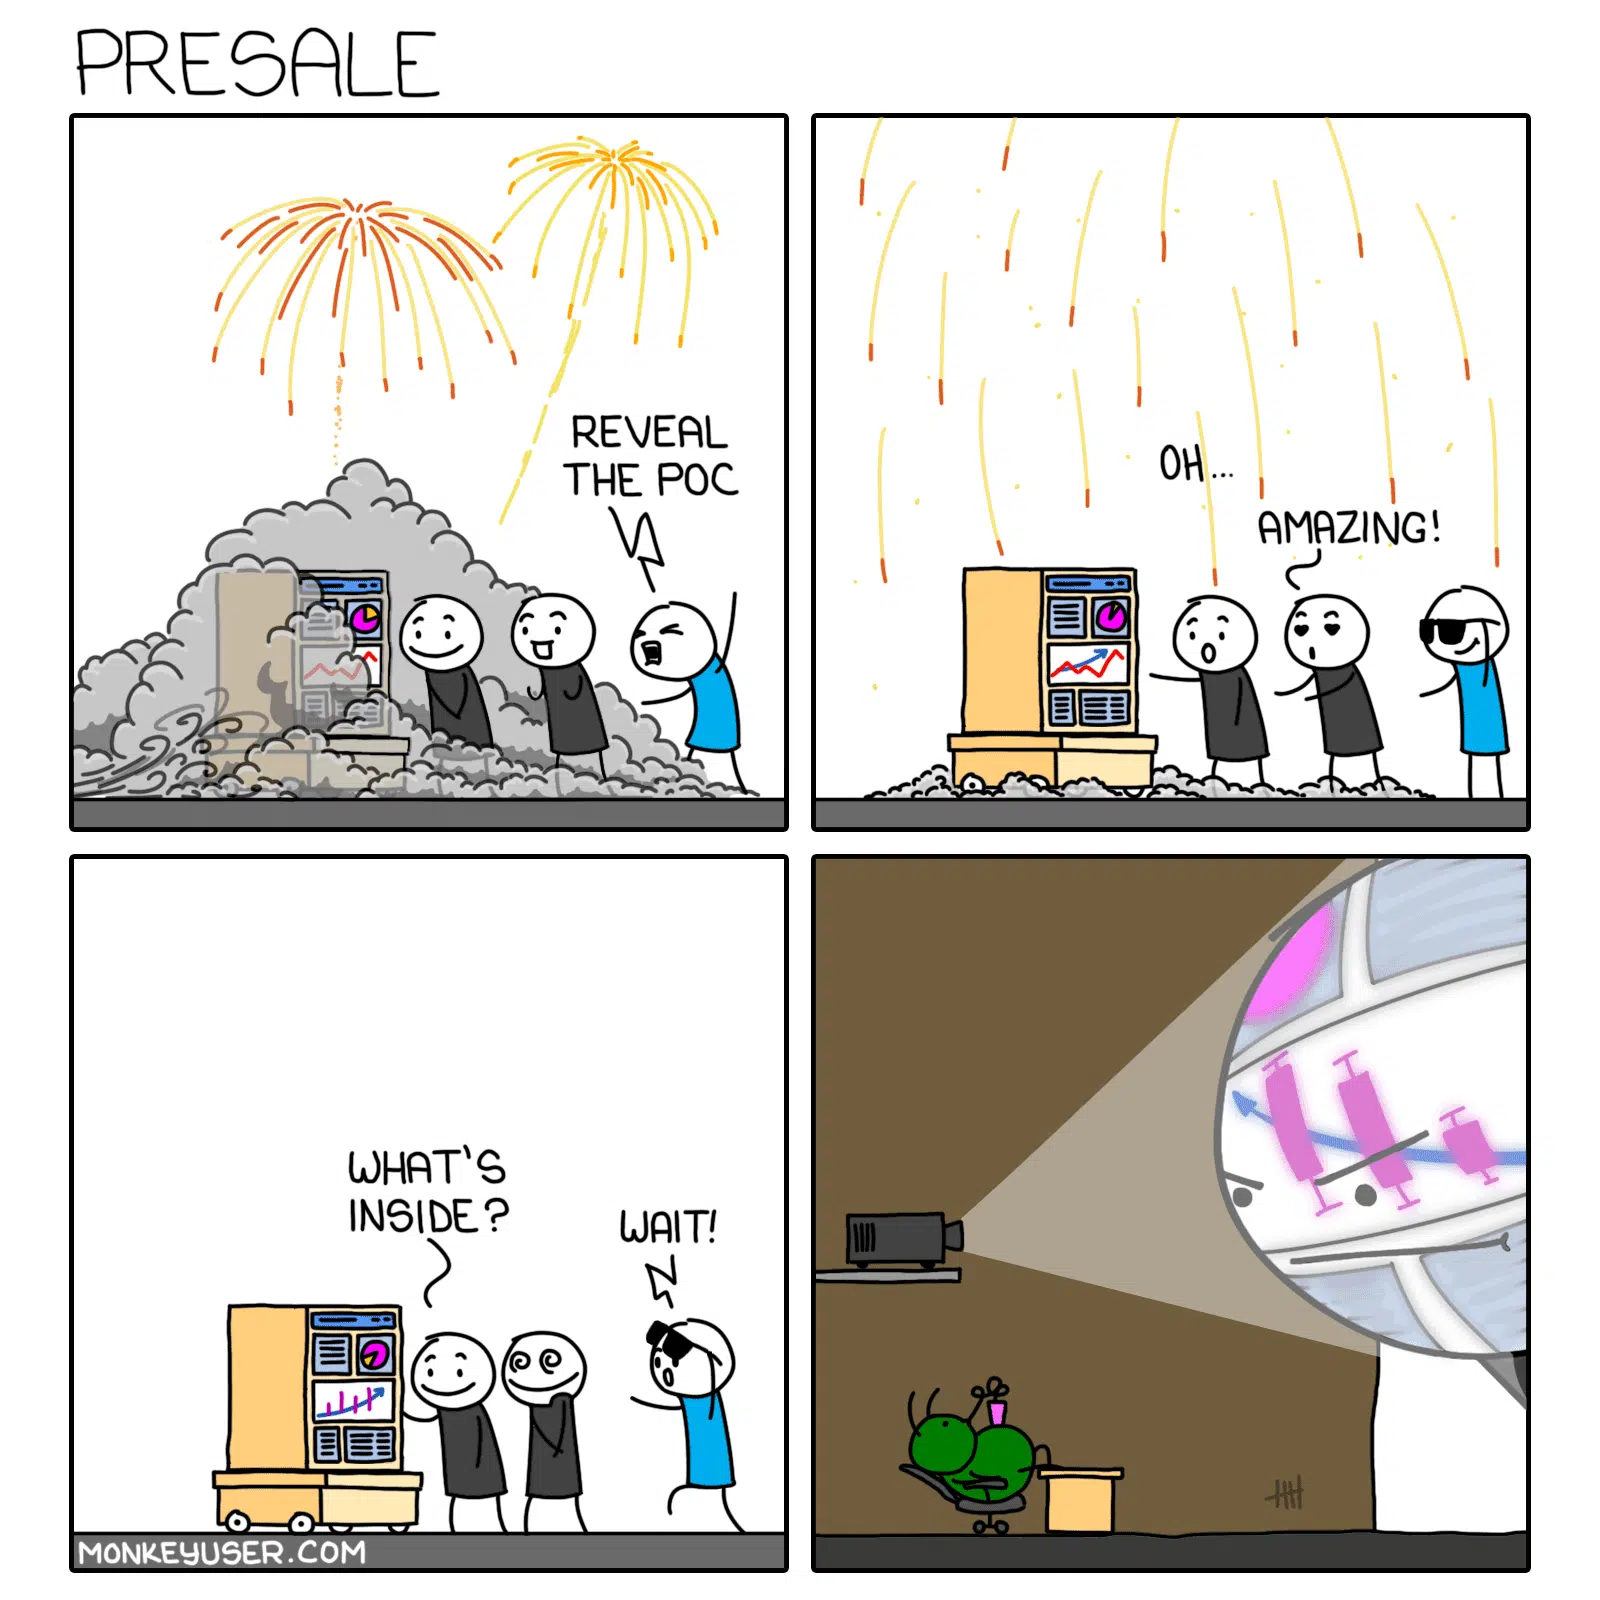 PRESALE
REVEAL
THE POC
OH...
AMAZING!
WHAT'S
INSIDE?
WAIT!
MONKEYUSER.COM